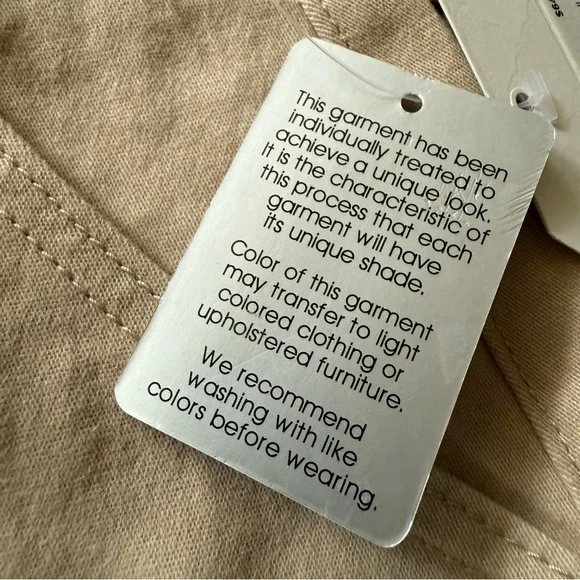 This garment has been
individually treated to
achieve a unique look.
It is the characteristic of
this process that each
garment will have
its unique shade.
Color of this garment
may transfer to light
colored clothing or
upholstered furniture.
We recommend
washing with like
colors before wearing.